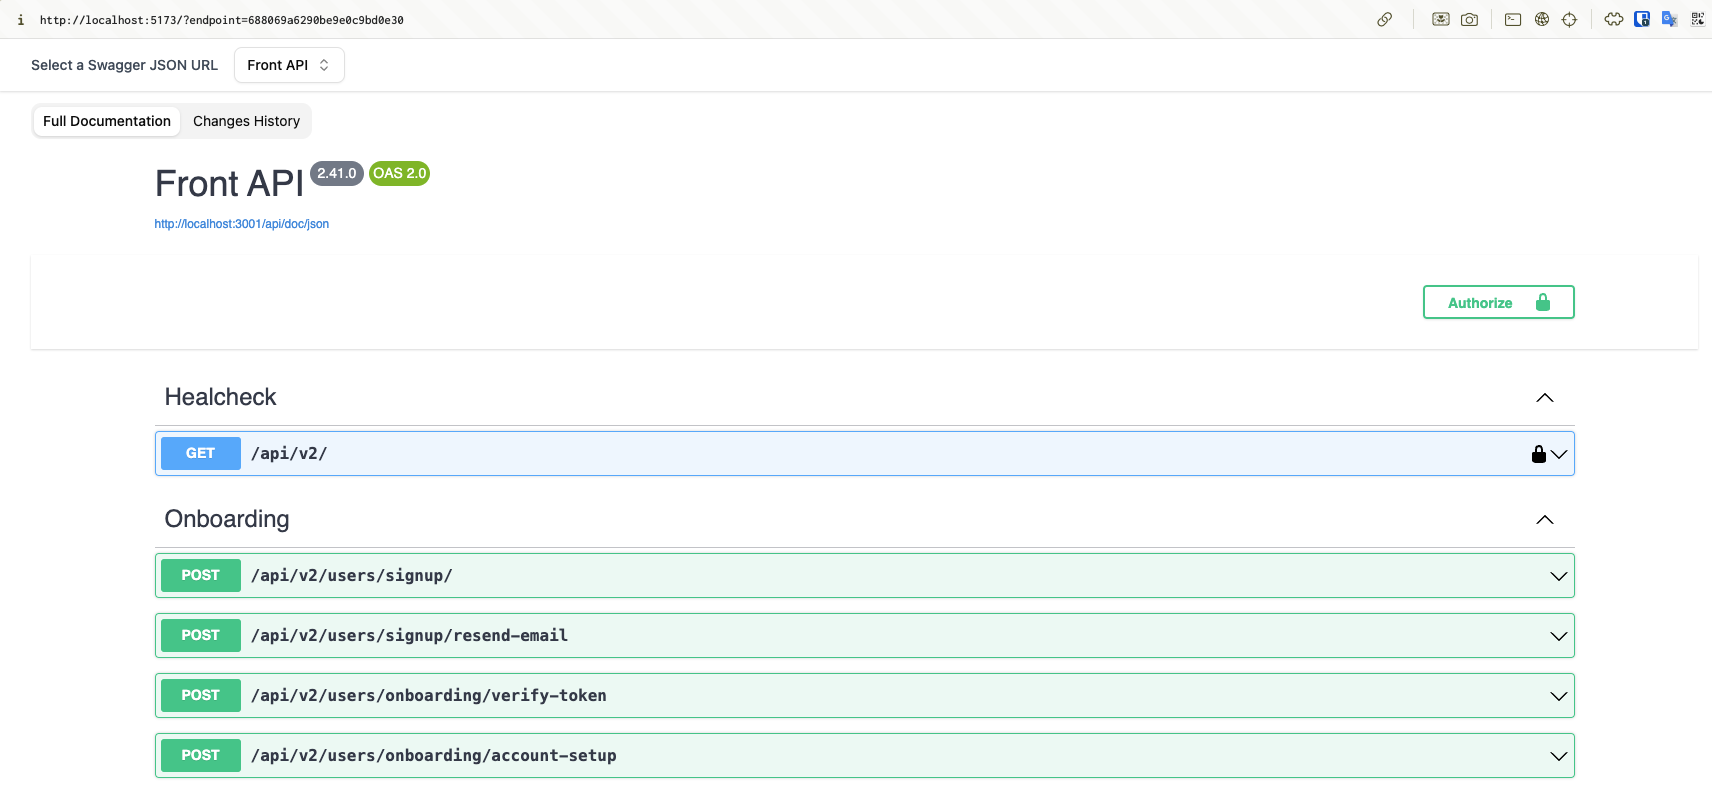 http://localhost:5173/?endpoint=688069a6290be9e0c9bd0e30
Select a Swagger JSON URL Front API
Full Documentation Changes History
Front API 2.41.0 OAS 2.0
http://localhost:3001/api/doc/json
Authorize
Healcheck
GET /api/v2/
Onboarding
POST /api/v2/users/signup/
POST /api/v2/users/signup/resend-email
POST /api/v2/users/onboarding/verify-token
POST /api/v2/users/onboarding/account-setup